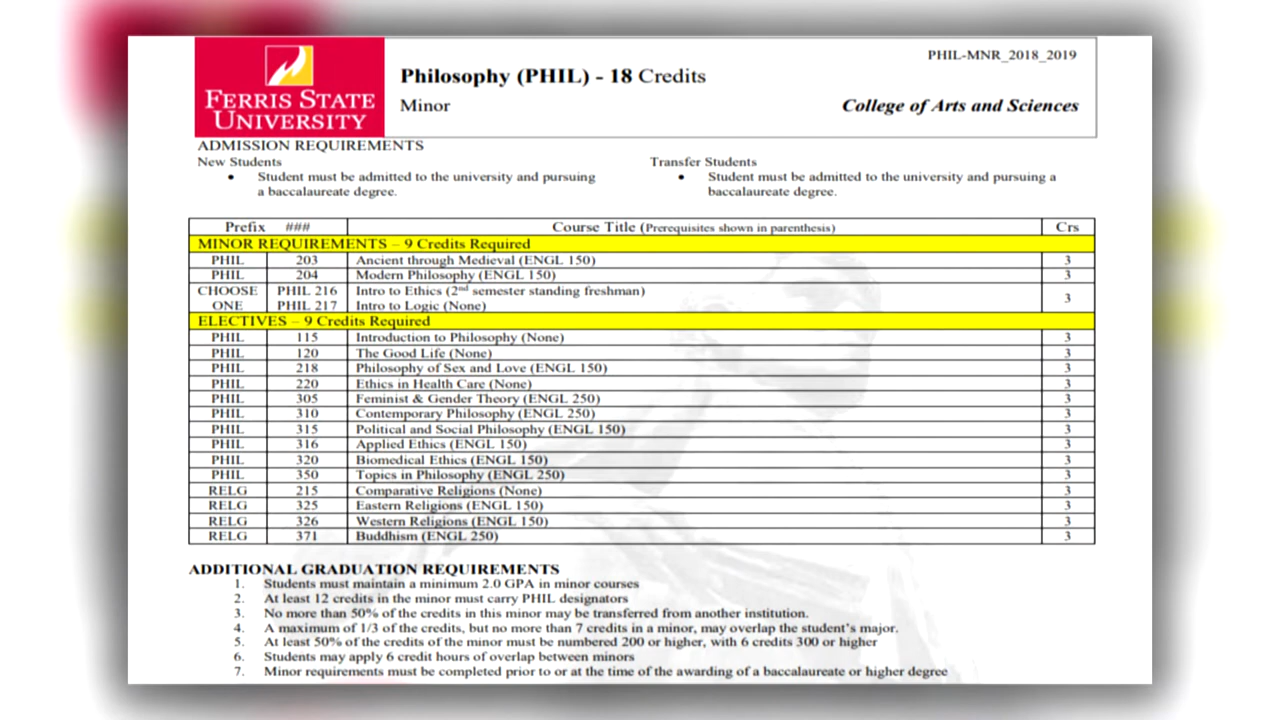 FERRIS STATE
UNIVERSITY
Philosophy (PHIL) - 18 Credits
Minor
PHIL-MNR_2018_2019
College of Arts and Sciences
ADMISSION REQUIREMENTS
New Students
• Student must be admitted to the university and pursuing
a baccalaureate degree.
Transfer Students
• Student must be admitted to the university and pursuing a
baccalaureate degree.
Prefix ### Course Title (Prerequisites shown in parenthesis) Crs
MINOR REQUIREMENTS – 9 Credits Required
PHIL 203 Ancient through Medieval (ENGL 150) 3
PHIL 204 Modern Philosophy (ENGL 150) 3
CHOOSE PHIL 216 Intro to Ethics (2nd semester standing freshman) 3
ONE PHIL 217 Intro to Logic (None)
ELECTIVES – 9 Credits Required
PHIL 115 Introduction to Philosophy (None) 3
PHIL 120 The Good Life (None) 3
PHIL 218 Philosophy of Sex and Love (ENGL 150) 3
PHIL 220 Ethics in Health Care (None) 3
PHIL 305 Feminist & Gender Theory (ENGL 250) 3
PHIL 310 Contemporary Philosophy (ENGL 250) 3
PHIL 315 Political and Social Philosophy (ENGL 150) 3
PHIL 316 Applied Ethics (ENGL 150) 3
PHIL 320 Biomedical Ethics (ENGL 150) 3
PHIL 350 Topics in Philosophy (ENGL 250) 3
RELG 215 Comparative Religions (None) 3
RELG 325 Eastern Religions (ENGL 150) 3
RELG 326 Western Religions (ENGL 150) 3
RELG 371 Buddhism (ENGL 250) 3
ADDITIONAL GRADUATION REQUIREMENTS
1. Students must maintain a minimum 2.0 GPA in minor courses
2. At least 12 credits in the minor must carry PHIL designators
3. No more than 50% of the credits in this minor may be transferred from another institution.
4. A maximum of 1/3 of the credits, but no more than 7 credits in a minor, may overlap the student's major.
5. At least 50% of the credits of the minor must be numbered 200 or higher, with 6 credits 300 or higher
6. Students may apply 6 credit hours of overlap between minors
7. Minor requirements must be completed prior to or at the time of the awarding of a baccalaureate or higher degree